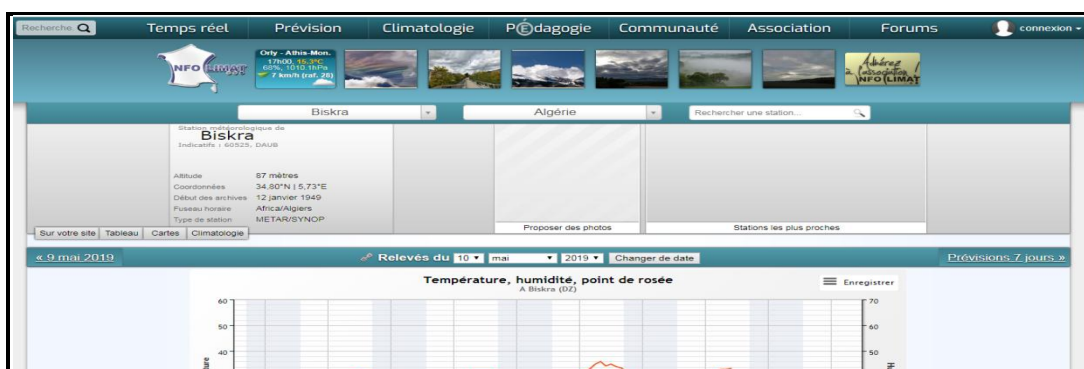 Recherche. Temps réel Prévision Climatologie PÉdagogie Communauté Association Forums connexion
INFO CLIMAT
Orly - Athis-Mon.
17h00, 15.3°C
68%, 1010.1hPa
7 km/h (raf. 28)
Adhérez
à l'association
INFOCLIMAT
Biskra Algérie Rechercher une station...
Station météorologique de
Biskra
Indicatifs : 60525, DAUB
Altitude 87 mètres
Coordonnées 34,80°N | 5,73°E
Début des archives 12 janvier 1949
Fuseau horaire Africa/Algiers
Type de station METAR/SYNOP
Proposer des photos Stations les plus proches
Sur votre site Tableau Cartes Climatologie
« 9 mai 2019 Relevés du 10 mai 2019 Changer de date Prévisions 7 jours »
Température, humidité, point de rosée
A Biskra (DZ)
Enregistrer
60 70
50 60
40 50